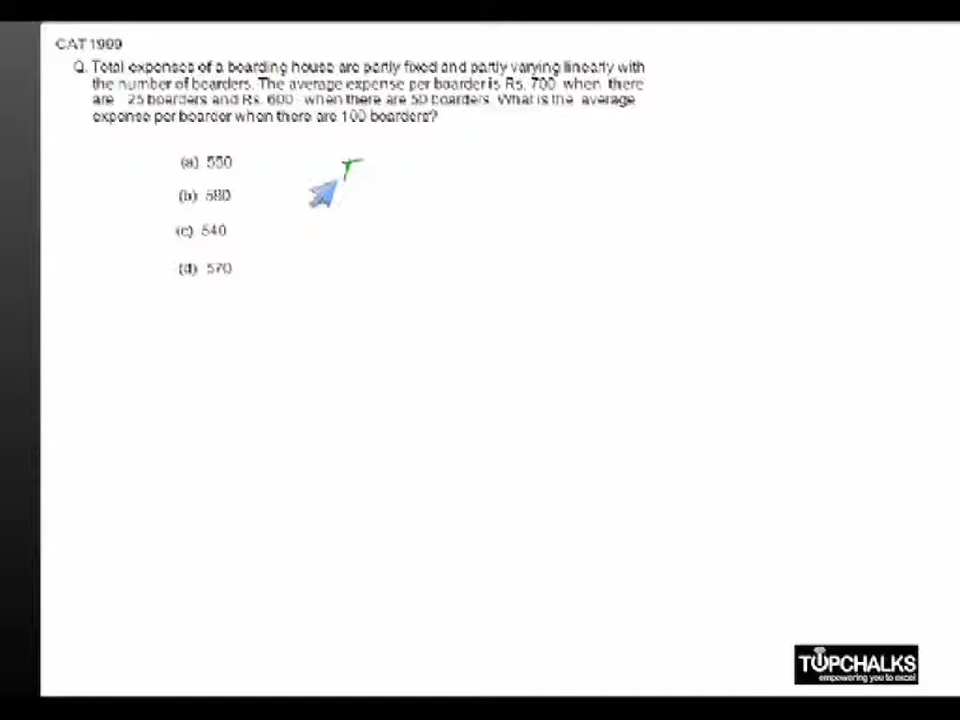 CAT 1999
Q. Total expenses of a boarding house are partly fixed and partly varying linearly with
the number of boarders. The average expense per boarder is Rs. 700 when there
are 25 boarders and Rs. 600 when there are 50 boarders. What is the average
expense per boarder when there are 100 boarders?
(a) 550
(b) 580
(c) 540
(d) 570
TOPCHALKS
empowering you to excel